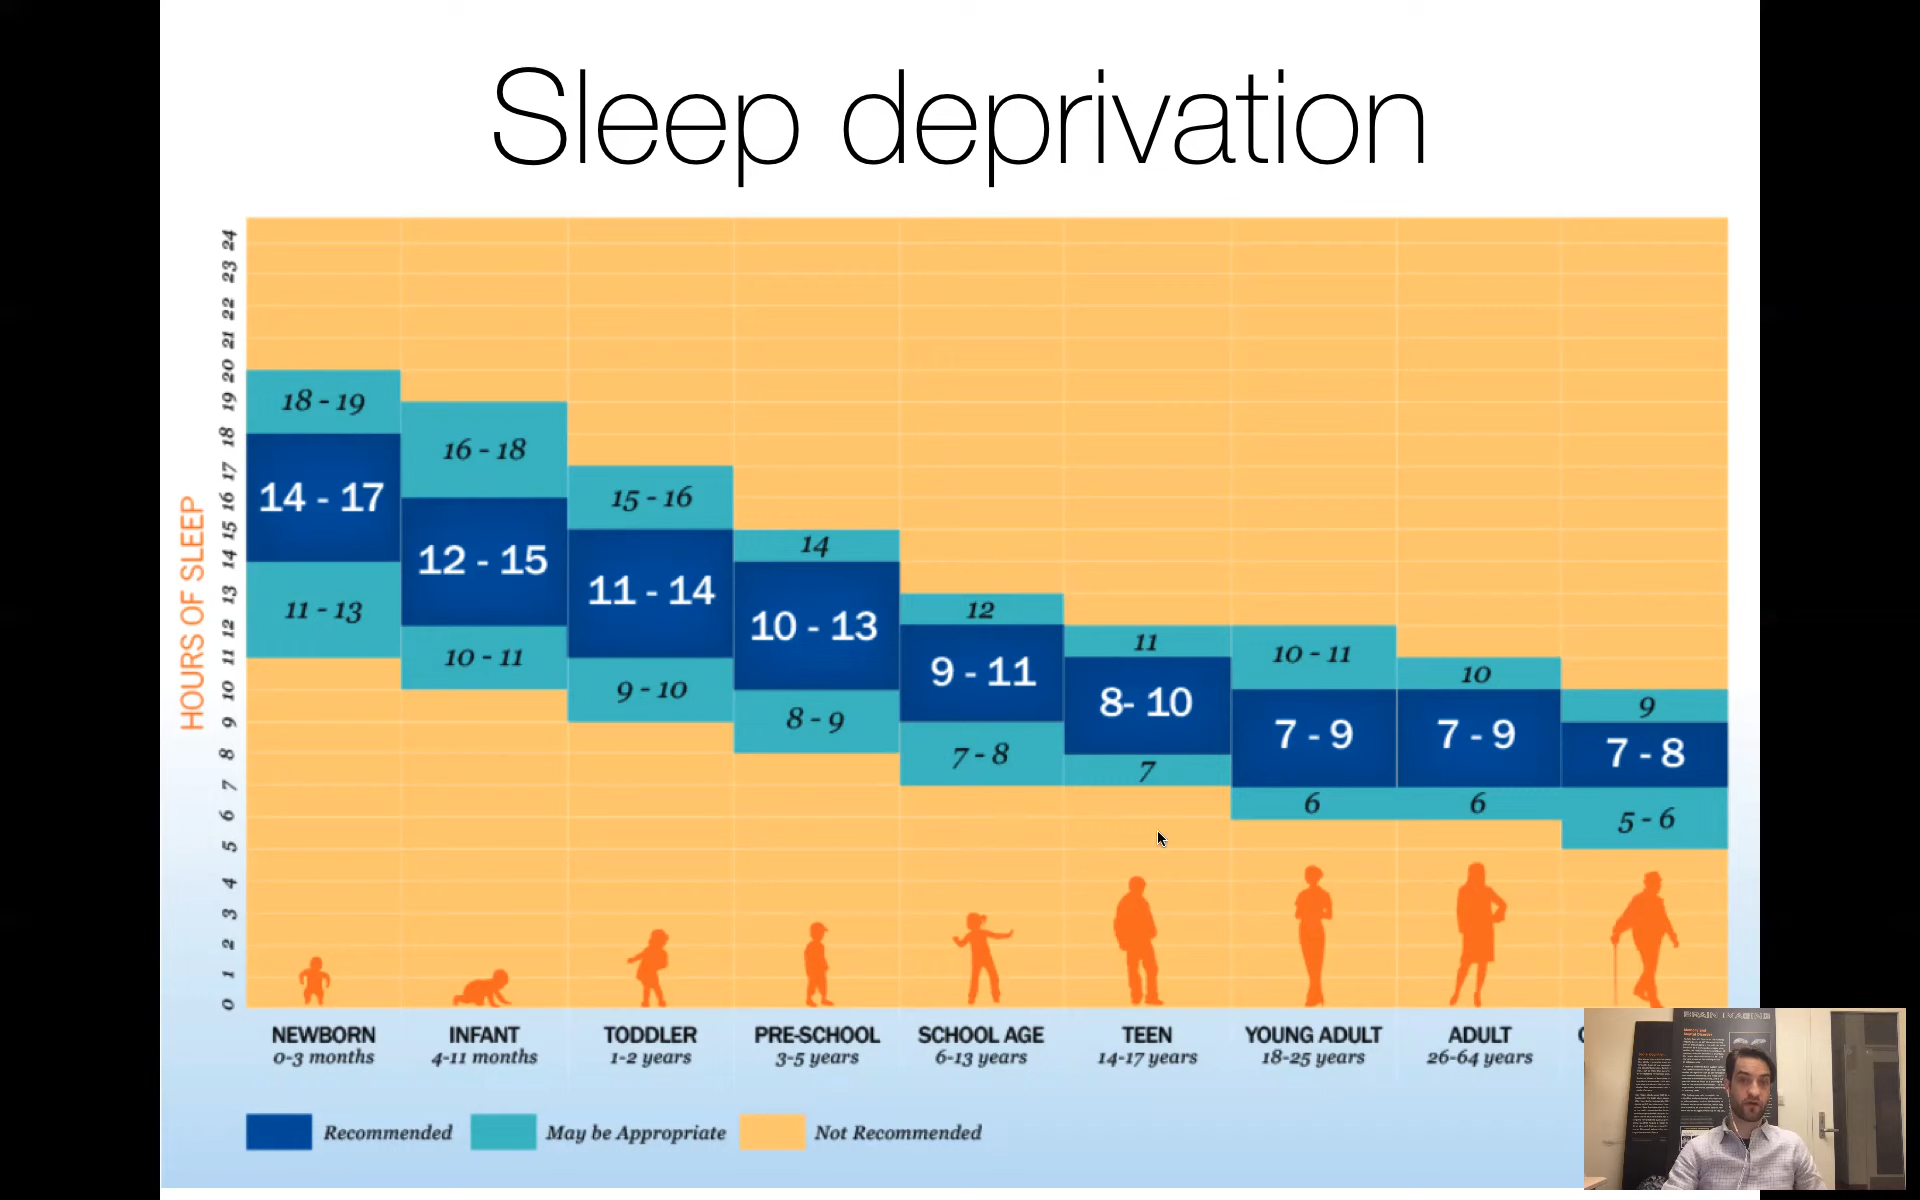 Sleep deprivation
HOURS OF SLEEP
24
23
22
21
20
19
18
17
16
15
14
13
12
11
10
9
8
7
6
5
4
3
2
1
0
18 - 19
14 - 17
11 - 13
16 - 18
12 - 15
10 - 11
15 - 16
11 - 14
9 - 10
14
10 - 13
8 - 9
12
9 - 11
7 - 8
11
8- 10
7
10 - 11
7 - 9
6
10
7 - 9
6
9
7 - 8
5 - 6
NEWBORN
0-3 months
INFANT
4-11 months
TODDLER
1-2 years
PRE-SCHOOL
3-5 years
SCHOOL AGE
6-13 years
TEEN
14-17 years
YOUNG ADULT
18-25 years
ADULT
26-64 years
Recommended
May be Appropriate
Not Recommended
BRAIN IMAGING